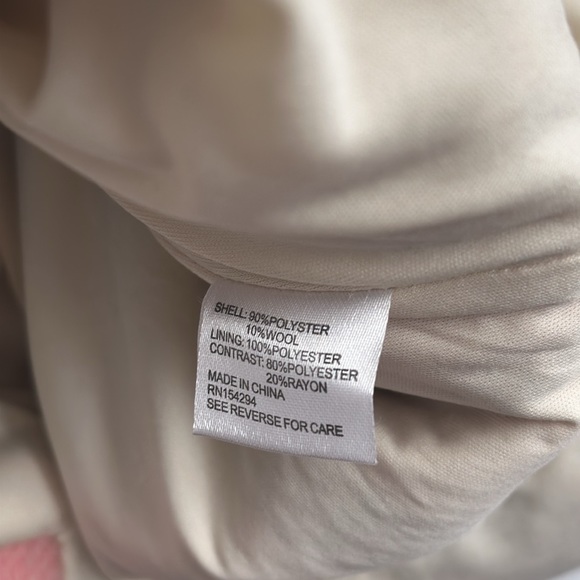 SHELL: 90%POLYSTER
10%WOOL
LINING: 100%POLYESTER
CONTRAST: 80%POLYESTER
20%RAYON
MADE IN CHINA
RN154294
SEE REVERSE FOR CARE